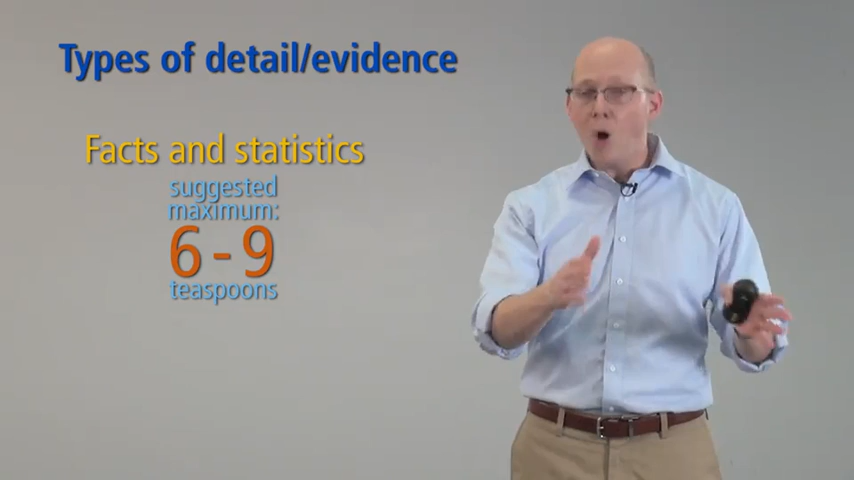 Types of detail/evidence
Facts and statistics
suggested
maximum:
6 - 9
teaspoons